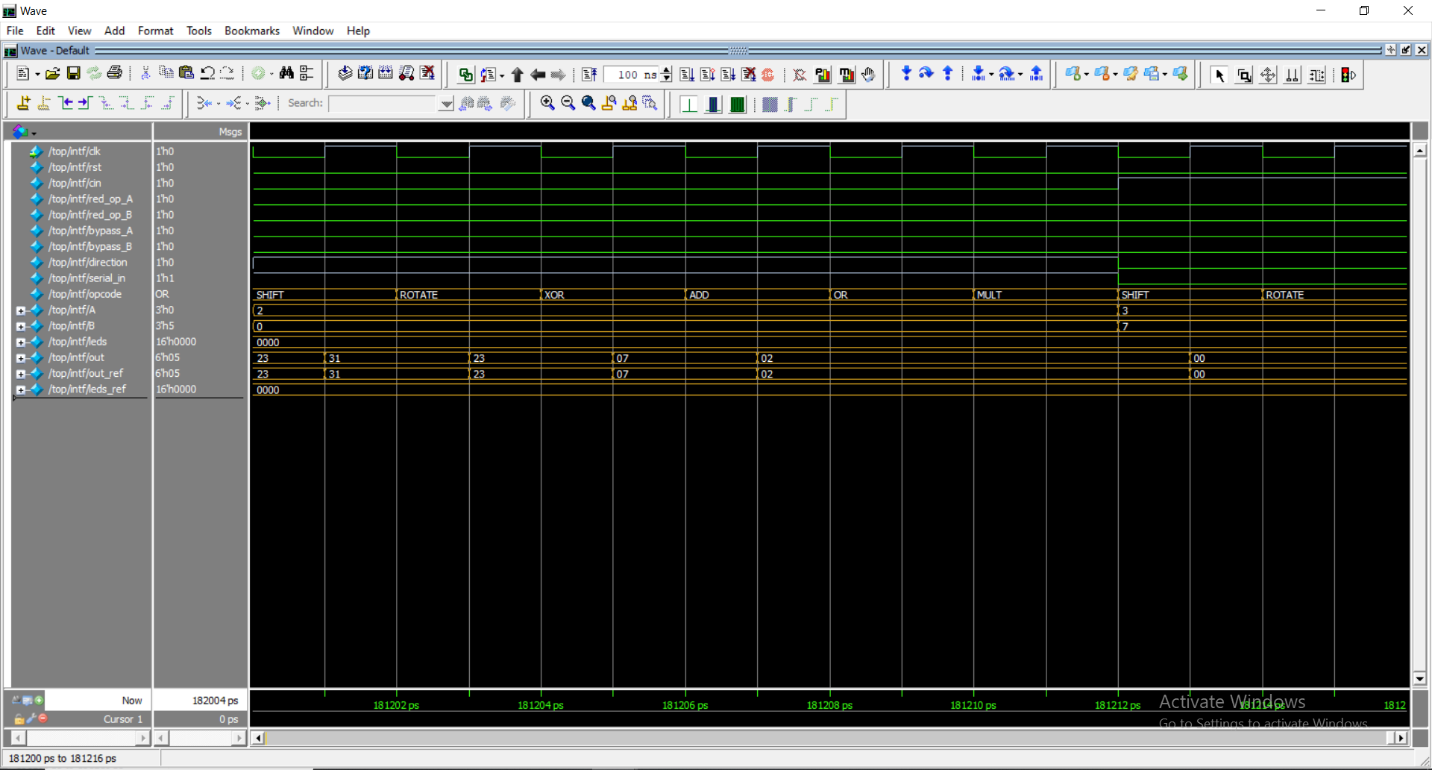 Wave
File Edit View Add Format Tools Bookmarks Window Help
Wave - Default
100 ns
Search:
Msgs
/top/intf/clk 1'h0
/top/intf/rst 1'h0
/top/intf/cin 1'h0
/top/intf/red_op_A 1'h0
/top/intf/red_op_B 1'h0
/top/intf/bypass_A 1'h0
/top/intf/bypass_B 1'h0
/top/intf/direction 1'h0
/top/intf/serial_in 1'h1
/top/intf/opcode OR SHIFT ROTATE XOR ADD OR MULT SHIFT ROTATE
/top/intf/A 3'h0 2 3
/top/intf/B 3'h5 0 7
/top/intf/leds 16'h0000 0000
/top/intf/out 6'h05 23 31 23 07 02 00
/top/intf/out_ref 6'h05 23 31 23 07 02 00
/top/intf/leds_ref 16'h0000 0000
Now 182004 ps
181202 ps 181204 ps 181206 ps 181208 ps 181210 ps 181212 ps 181214 ps 1812
Cursor 1 0 ps
Activate Windows
Go to Settings to activate Windows.
181200 ps to 181216 ps